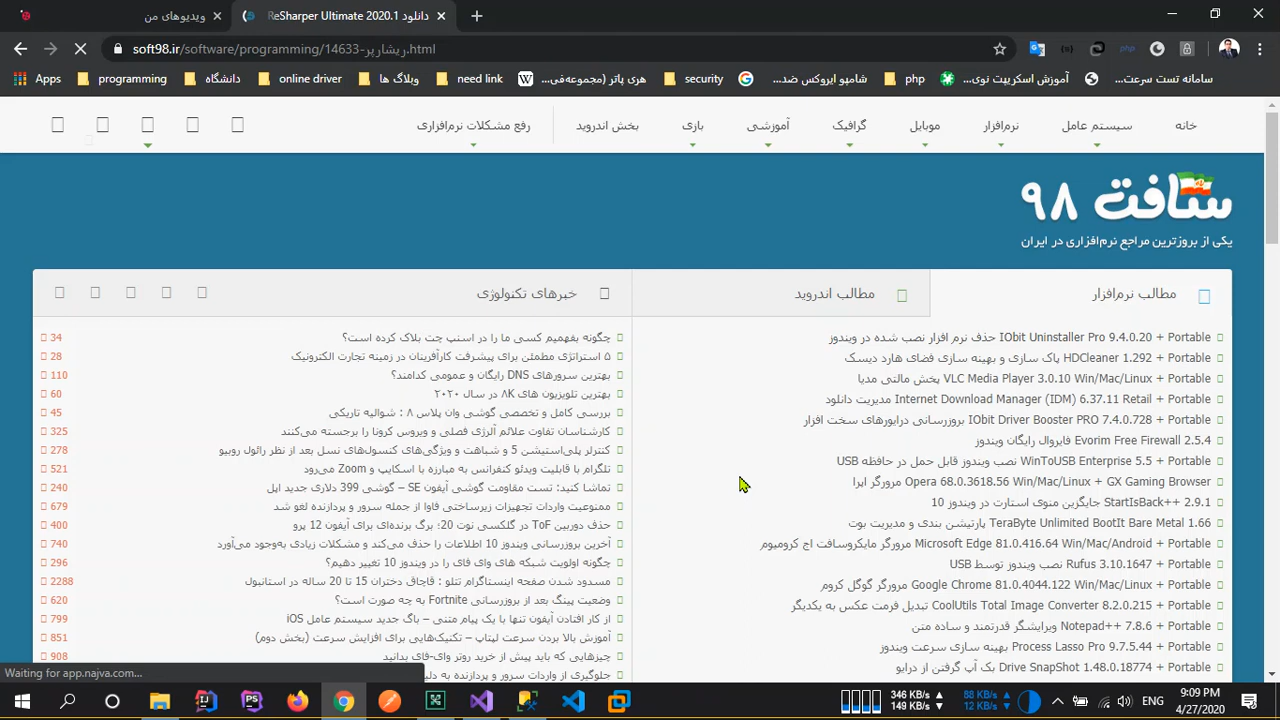 ویدیوهای من
دانلود ReSharper Ultimate 2020.1
soft98.ir/software/programming/14633-ریشارپر.html
Apps
programming
دانشگاه
online driver
وبلاگ ها
need link
هری پاتر (مجموعه‌فی...
security
شامپو ایروکس ضد...
php
آموزش اسکریپت نوی...
سامانه تست سرعت...
خانه
سیستم عامل
نرم‌افزار
موبایل
گرافیک
آموزشی
بازی
بخش اندروید
رفع مشکلات نرم‌افزاری
سافت ۹۸
یکی از بروزترین مراجع نرم‌افزاری در ایران
مطالب نرم‌افزار
مطالب اندروید
خبرهای تکنولوژی
IObit Uninstaller Pro 9.4.0.20 + Portable حذف نرم افزار نصب شده در ویندوز
HDCleaner 1.292 + Portable پاک سازی و بهینه سازی فضای هارد دیسک
VLC Media Player 3.0.10 Win/Mac/Linux + Portable پخش مالتی مدیا
Internet Download Manager (IDM) 6.37.11 Retail + Portable مدیریت دانلود
IObit Driver Booster PRO 7.4.0.728 + Portable بروزرسانی درایورهای سخت افزار
Evorim Free Firewall 2.5.4 فایروال رایگان ویندوز
WinToUSB Enterprise 5.5 + Portable نصب ویندوز قابل حمل در حافظه USB
Opera 68.0.3618.56 Win/Mac/Linux + GX Gaming Browser مرورگر اپرا
StartIsBack++ 2.9.1 جایگزین منوی استارت در ویندوز 10
TeraByte Unlimited BootIt Bare Metal 1.66 پارتیشن بندی و مدیریت بوت
Microsoft Edge 81.0.416.64 Win/Mac/Android + Portable مرورگر مایکروسافت اج کرومیوم
Rufus 3.10.1647 + Portable نصب ویندوز توسط USB
Google Chrome 81.0.4044.122 Win/Mac/Linux + Portable مرورگر گوگل کروم
CoolUtils Total Image Converter 8.2.0.215 + Portable تبدیل فرمت عکس به یکدیگر
Notepad++ 7.8.6 + Portable ویرایشگر قدرتمند و ساده متن
Process Lasso Pro 9.7.5.44 + Portable بهینه سازی سرعت ویندوز
Drive SnapShot 1.48.0.18774 + Portable بک آپ گرفتن از درایو
چگونه بفهمیم کسی ما را در اسنپ چت بلاک کرده است؟ 34
۵ استراتژی مطمئن برای پیشرفت کارآفرینان در زمینه تجارت الکترونیک 28
بهترین سرورهای DNS رایگان و عمومی کدامند؟ 110
بهترین تلویزیون های ۸K در سال ۲۰۲۰ 60
بررسی کامل و تخصصی گوشی وان پلاس ۸ : شوالیه تاریکی 45
کارشناسان تفاوت علائم آلرژی فصلی و ویروس کرونا را برجسته می‌کنند 325
کنترلر پلی‌استیشن 5 و شباهت و ویژگی‌های کنسول‌های نسل بعد از نظر رائول روبیو 278
تلگرام با قابلیت ویدئو کنفرانس به مبارزه با اسکایپ و Zoom می‌رود 521
تماشا کنید: تست مقاومت گوشی آیفون SE – گوشی 399 دلاری جدید اپل 240
ممنوعیت واردات تجهیزات زیرساختی فاوا از جمله سرور و پردازنده لغو شد 679
حذف دوربین ToF در گلکسی نوت 20؛ برگ برنده‌ای برای آیفون 12 پرو 400
آخرین بروزرسانی ویندوز 10 اطلاعات را حذف می‌کند و مشکلات زیادی به‌وجود می‌آورد 740
چگونه اولویت شبکه های وای فای را در ویندوز 10 تغییر دهیم؟ 296
مسدود شدن صفحه اینستاگرام تتلو : قاچاق دختران 15 تا 20 ساله در استانبول 2288
وضعیت پینگ بعد از بروزرسانی Fortnite به چه صورت است؟ 620
از کار افتادن آیفون تنها با یک پیام متنی – باگ جدید سیستم عامل iOS 799
آموزش بالا بردن سرعت لپتاپ – تکنیک‌هایی برای افزایش سرعت (بخش دوم) 851
چیزهایی که باید پیش از خرید روتر وای-فای بدانید 908
جلوگیری از واردات سرور و پردازنده به
Waiting for app.najva.com...
346 KB/s
149 KB/s
88 KB/s
12 KB/s
ENG
9:09 PM
4/27/2020